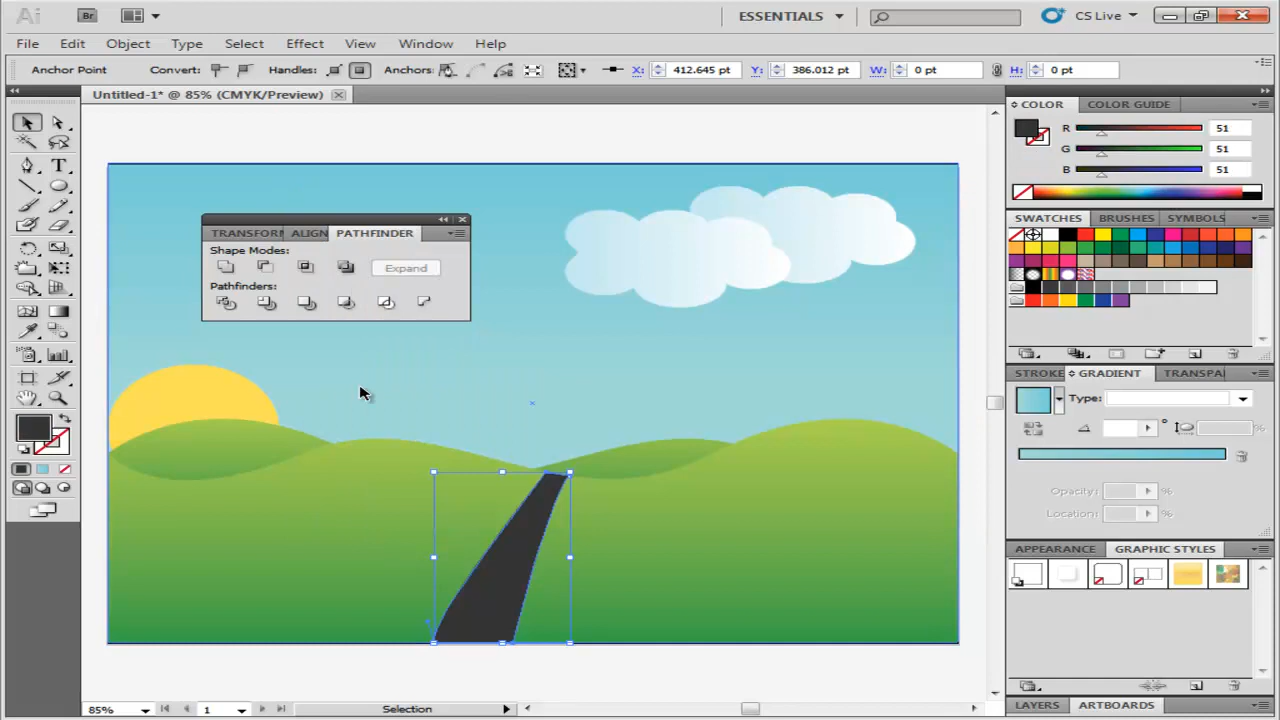 Ai Br ESSENTIALS CS Live
File Edit Object Type Select Effect View Window Help
Anchor Point Convert: Handles: Anchors: X: 412.645 pt Y: 386.012 pt W: 0 pt H: 0 pt
Untitled-1* @ 85% (CMYK/Preview)
COLOR COLOR GUIDE
R 51
G 51
B 51
SWATCHES BRUSHES SYMBOLS
TRANSFORM ALIGN PATHFINDER
Shape Modes:
Expand
Pathfinders:
STROKE GRADIENT TRANSPA
Type:
° %
Opacity: %
Location: %
APPEARANCE GRAPHIC STYLES
LAYERS ARTBOARDS
85% 1 Selection